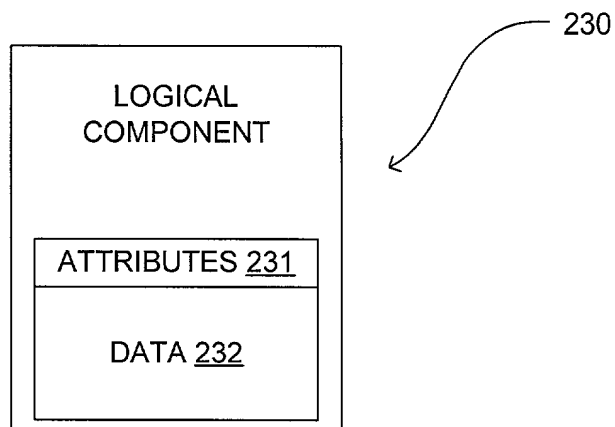 230
LOGICAL
COMPONENT
ATTRIBUTES 231
DATA 232